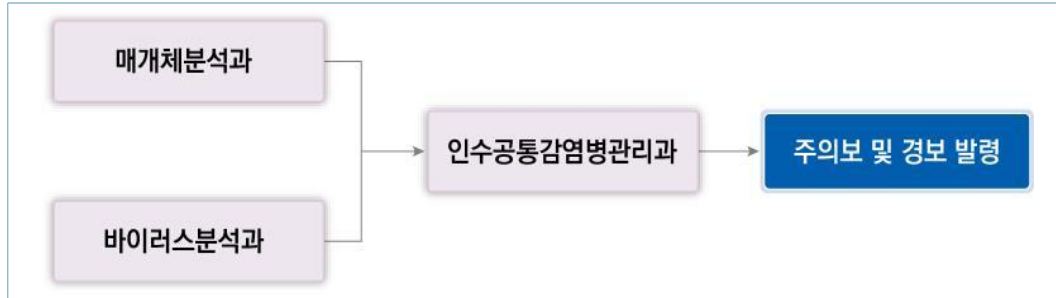 매개체분석과
인수공통감염병관리과
주의보 및 경보 발령
바이러스분석과